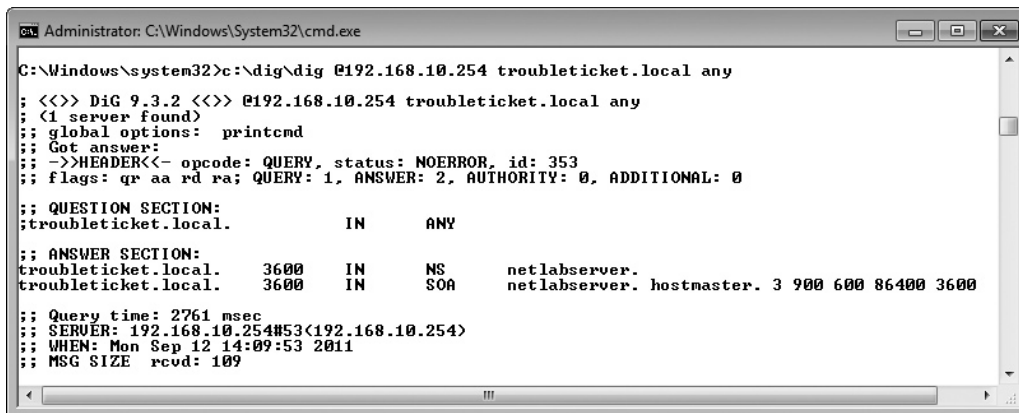 Administrator: C:\Windows\System32\cmd.exe
C:\Windows\system32>c:\dig\dig @192.168.10.254 troubleticket.local any
; <<>> DiG 9.3.2 <<>> @192.168.10.254 troubleticket.local any
; (1 server found)
;; global options:  printcmd
;; Got answer:
;; ->>HEADER<<- opcode: QUERY, status: NOERROR, id: 353
;; flags: qr aa rd ra; QUERY: 1, ANSWER: 2, AUTHORITY: 0, ADDITIONAL: 0
;; QUESTION SECTION:
;troubleticket.local.           IN      ANY
;; ANSWER SECTION:
troubleticket.local.    3600    IN      NS      netlabserver.
troubleticket.local.    3600    IN      SOA     netlabserver. hostmaster. 3 900 600 86400 3600
;; Query time: 2761 msec
;; SERVER: 192.168.10.254#53(192.168.10.254)
;; WHEN: Mon Sep 12 14:09:53 2011
;; MSG SIZE  rcvd: 109